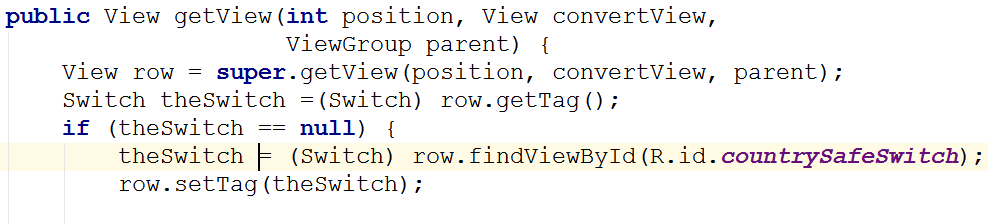 public View getView(int position, View convertView,
ViewGroup parent) {
View row = super.getView(position, convertView, parent);
Switch theSwitch =(Switch) row.getTag();
if (theSwitch == null) {
theSwitch = (Switch) row.findViewById(R.id.countrySafeSwitch);
row.setTag(theSwitch);